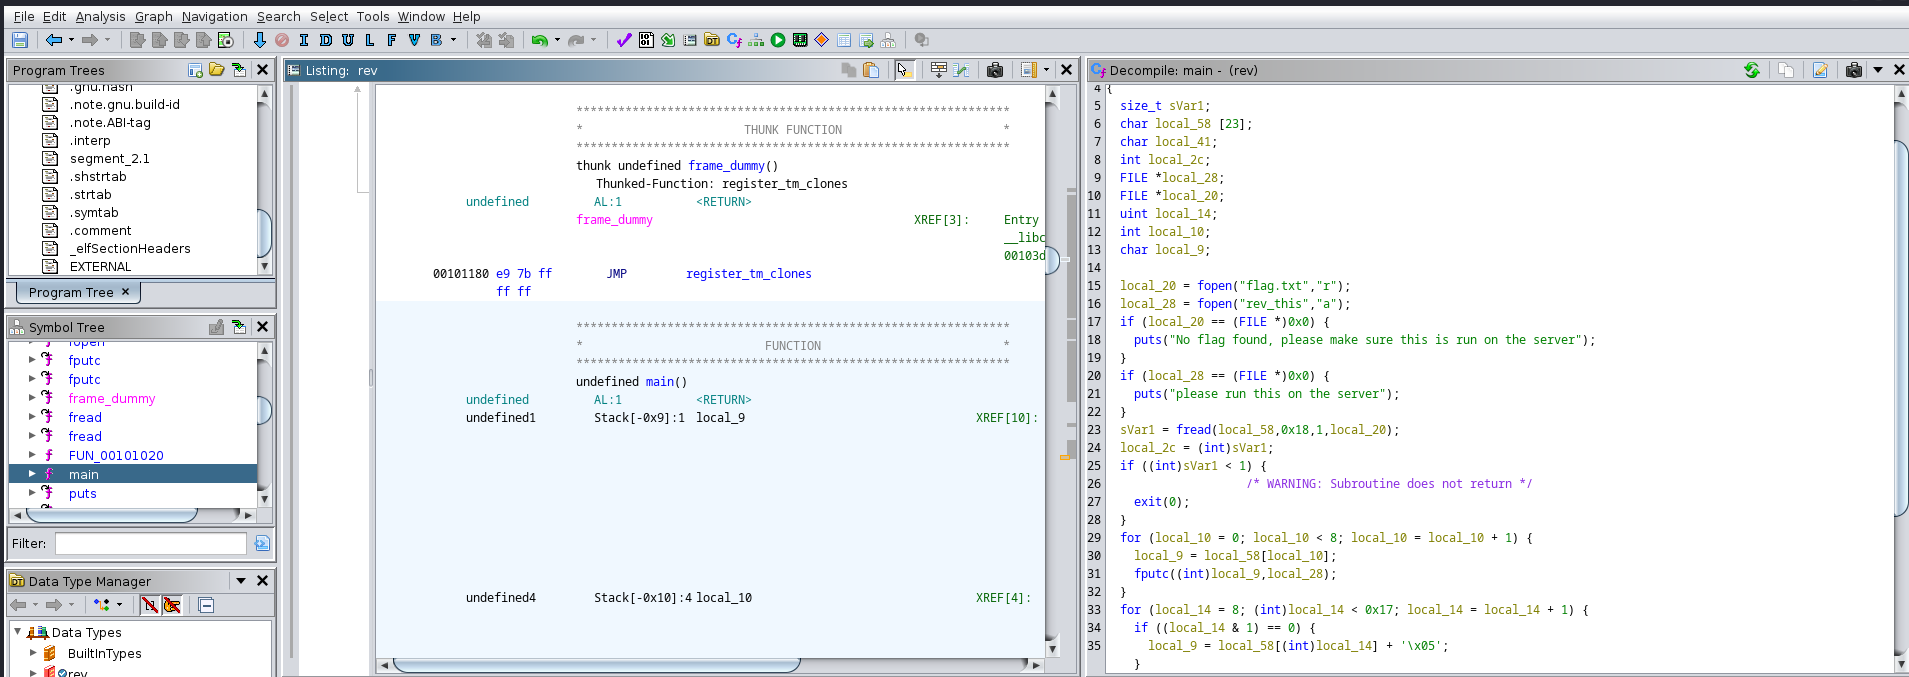 File Edit Analysis Graph Navigation Search Select Tools Window Help
I D U L F V B
Program Trees
.gnu.hash
.note.gnu.build-id
.note.ABI-tag
.interp
segment_2.1
.shstrtab
.strtab
.symtab
.comment
_elfSectionHeaders
EXTERNAL
Program Tree ×
Symbol Tree
fopen
fputc
fputc
frame_dummy
fread
fread
FUN_00101020
main
puts
Filter:
Data Type Manager
Data Types
BuiltInTypes
rev
Listing: rev
**************************************************************
* THUNK FUNCTION *
**************************************************************
thunk undefined frame_dummy()
Thunked-Function: register_tm_clones
undefined AL:1 <RETURN>
frame_dummy XREF[3]: Entry
__libc
00103d
00101180 e9 7b ff JMP register_tm_clones
ff ff
**************************************************************
* FUNCTION *
**************************************************************
undefined main()
undefined AL:1 <RETURN>
undefined1 Stack[-0x9]:1 local_9 XREF[10]:
undefined4 Stack[-0x10]:4 local_10 XREF[4]:
Decompile: main - (rev)
4 {
5 size_t sVar1;
6 char local_58 [23];
7 char local_41;
8 int local_2c;
9 FILE *local_28;
10 FILE *local_20;
11 uint local_14;
12 int local_10;
13 char local_9;
14
15 local_20 = fopen("flag.txt","r");
16 local_28 = fopen("rev_this","a");
17 if (local_20 == (FILE *)0x0) {
18 puts("No flag found, please make sure this is run on the server");
19 }
20 if (local_28 == (FILE *)0x0) {
21 puts("please run this on the server");
22 }
23 sVar1 = fread(local_58,0x18,1,local_20);
24 local_2c = (int)sVar1;
25 if ((int)sVar1 < 1) {
26 /* WARNING: Subroutine does not return */
27 exit(0);
28 }
29 for (local_10 = 0; local_10 < 8; local_10 = local_10 + 1) {
30 local_9 = local_58[local_10];
31 fputc((int)local_9,local_28);
32 }
33 for (local_14 = 8; (int)local_14 < 0x17; local_14 = local_14 + 1) {
34 if ((local_14 & 1) == 0) {
35 local_9 = local_58[(int)local_14] + '\x05';
}